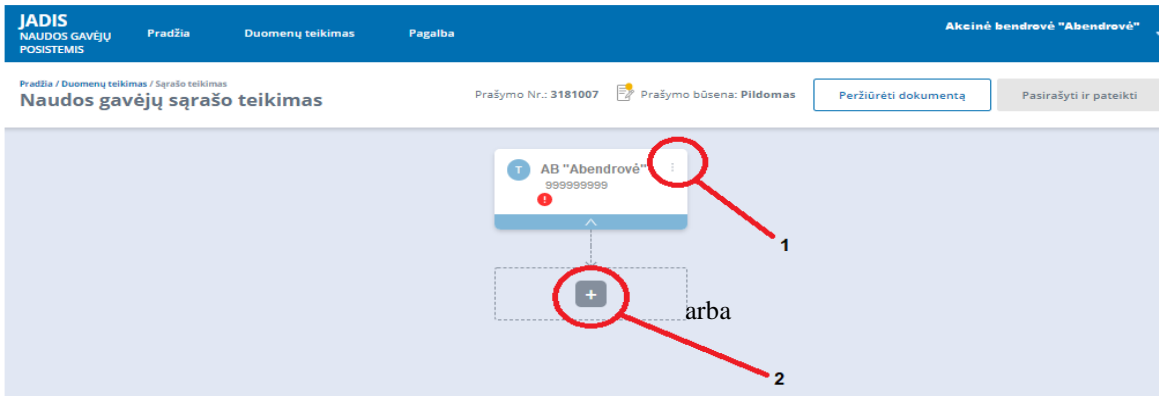 JADIS
NAUDOS GAVĖJŲ
POSISTEMIS
Pradžia
Duomenų teikimas
Pagalba
Akcinė bendrovė "Abendrovė"
Pradžia / Duomenų teikimas / Sąrašo teikimas
Naudos gavėjų sąrašo teikimas
Prašymo Nr.: 3181007
Prašymo būsena: Pildomas
Peržiūrėti dokumentą
Pasirašyti ir pateikti
T
AB "Abendrovė"
999999999
!
1
+
arba
2